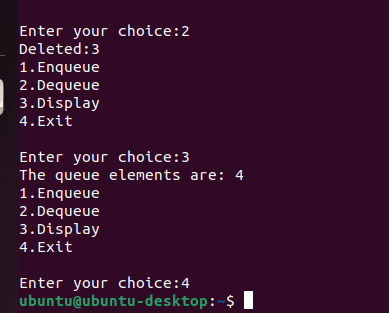 Enter your choice:2
Deleted:3
1.Enqueue
2.Dequeue
3.Display
4.Exit
Enter your choice:3
The queue elements are: 4
1.Enqueue
2.Dequeue
3.Display
4.Exit
Enter your choice:4
ubuntu@ubuntu-desktop:~$